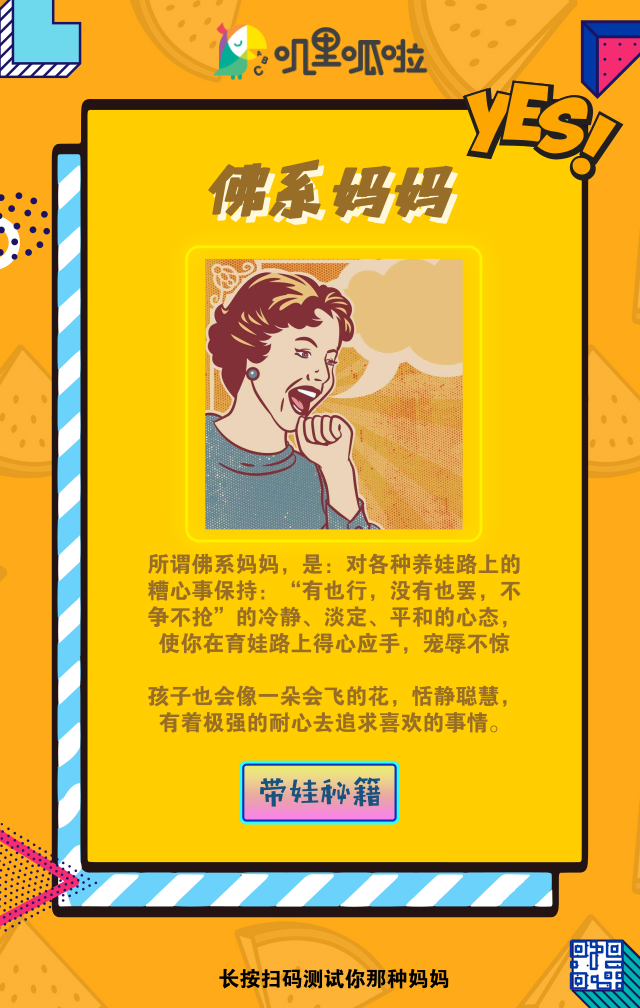 ABC
叽里呱啦
YES!
佛系妈妈
所谓佛系妈妈，是：对各种养娃路上的
糟心事保持：“有也行，没有也罢，不
争不抢”的冷静、淡定、平和的心态，
使你在育娃路上得心应手，宠辱不惊
孩子也会像一朵会飞的花，恬静聪慧，
有着极强的耐心去追求喜欢的事情。
带娃秘籍
长按扫码测试你那种妈妈